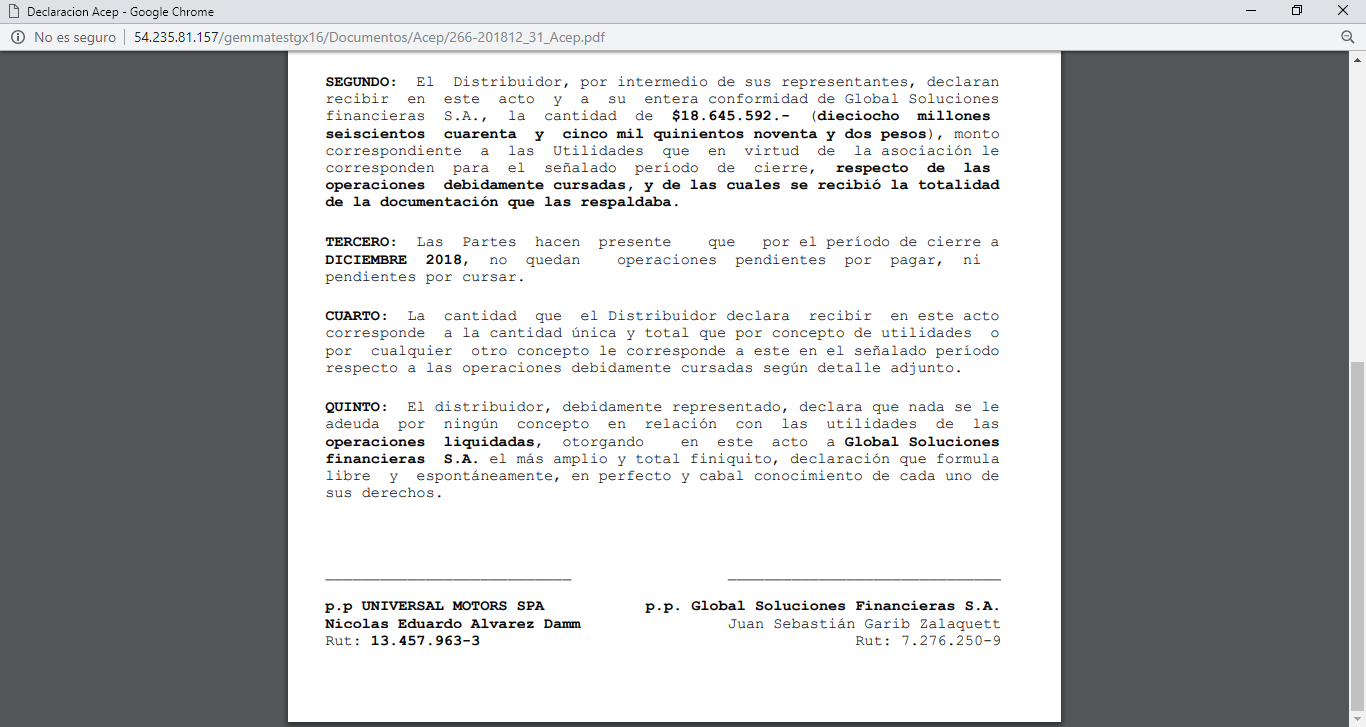 Declaracion Acep - Google Chrome
No es seguro | 54.235.81.157/gemmatestgx16/Documentos/Acep/266-201812_31_Acep.pdf
SEGUNDO: El Distribuidor, por intermedio de sus representantes, declaran
recibir en este acto y a su entera conformidad de Global Soluciones
financieras S.A., la cantidad de $18.645.592.- (dieciocho millones
seiscientos cuarenta y cinco mil quinientos noventa y dos pesos), monto
correspondiente a las Utilidades que en virtud de la asociación le
corresponden para el señalado período de cierre, respecto de las
operaciones debidamente cursadas, y de las cuales se recibió la totalidad
de la documentación que las respaldaba.
TERCERO: Las Partes hacen presente que por el período de cierre a
DICIEMBRE 2018, no quedan operaciones pendientes por pagar, ni
pendientes por cursar.
CUARTO: La cantidad que el Distribuidor declara recibir en este acto
corresponde a la cantidad única y total que por concepto de utilidades o
por cualquier otro concepto le corresponde a este en el señalado período
respecto a las operaciones debidamente cursadas según detalle adjunto.
QUINTO: El distribuidor, debidamente representado, declara que nada se le
adeuda por ningún concepto en relación con las utilidades de las
operaciones liquidadas, otorgando en este acto a Global Soluciones
financieras S.A. el más amplio y total finiquito, declaración que formula
libre y espontáneamente, en perfecto y cabal conocimiento de cada uno de
sus derechos.
p.p UNIVERSAL MOTORS SPA p.p. Global Soluciones Financieras S.A.
Nicolas Eduardo Alvarez Damm Juan Sebastián Garib Zalaquett
Rut: 13.457.963-3 Rut: 7.276.250-9